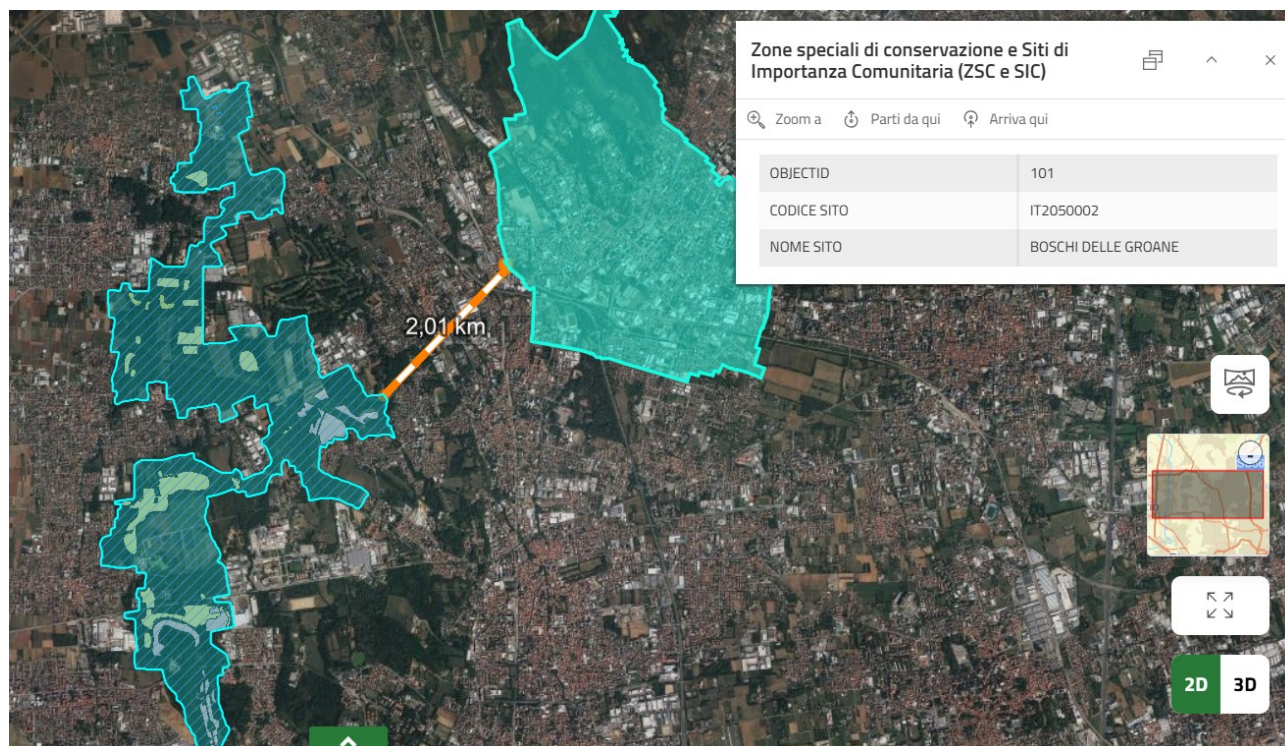 Zone speciali di conservazione e Siti di
Importanza Comunitaria (ZSC e SIC)
Zoom a Parti da qui Arriva qui
OBJECTID 101
CODICE SITO IT2050002
NOME SITO BOSCHI DELLE GROANE
2,01 km
2D 3D